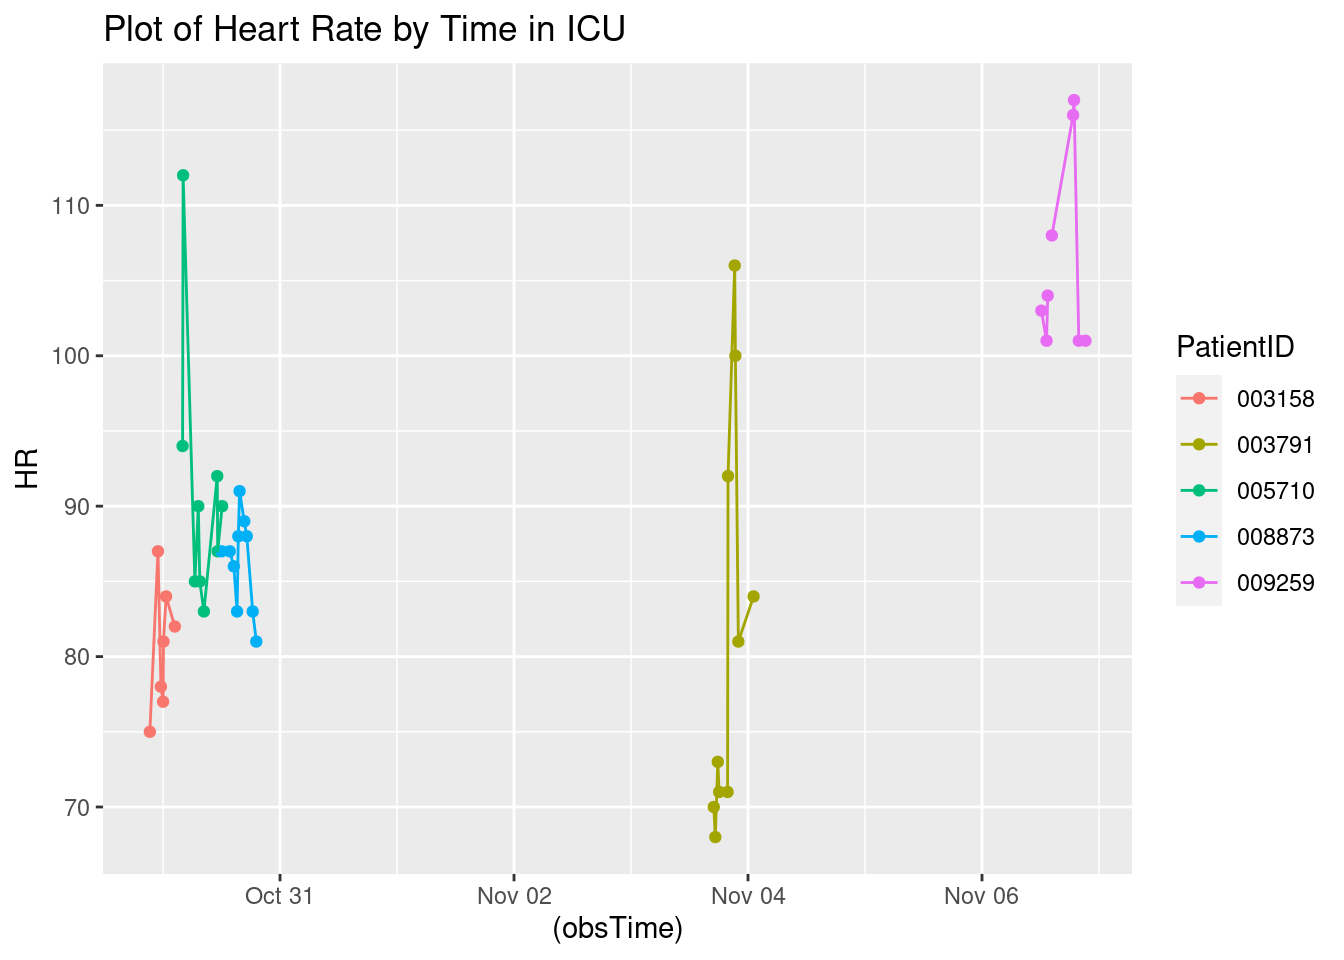 Plot of Heart Rate by Time in ICU
HR
110
100
90
80
70
Oct 31 Nov 02 Nov 04 Nov 06
(obsTime)
PatientID
003158
003791
005710
008873
009259